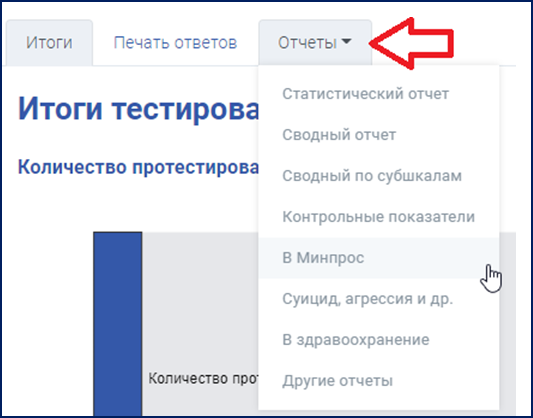 Итоги
Печать ответов
Отчеты
Итоги тестирова
Количество протестирова
Статистический отчет
Сводный отчет
Сводный по субшкалам
Контрольные показатели
В Минпрос
Суицид, агрессия и др.
В здравоохранение
Другие отчеты
Количество прот